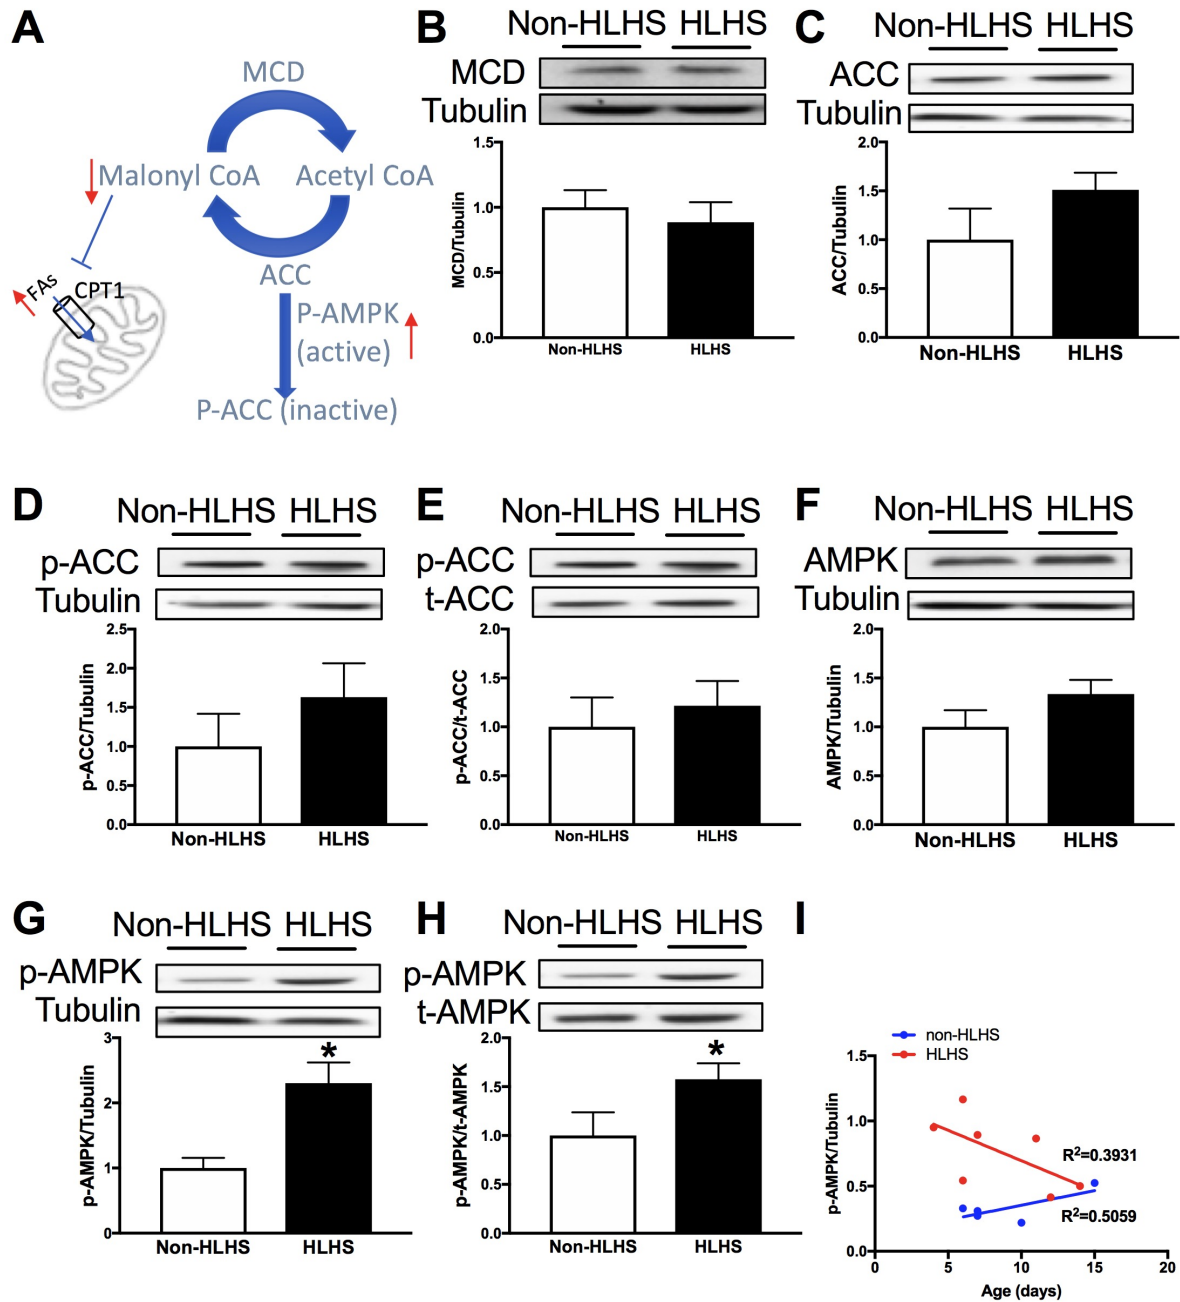 A
MCD
Malonyl CoA
Acetyl CoA
ACC
FAs
CPT1
P-AMPK
(active)
P-ACC (inactive)
B
Non-HLHS HLHS
MCD
Tubulin
MCD/Tubulin
1.5
1.0
0.5
0.0
Non-HLHS HLHS
C
Non-HLHS HLHS
ACC
Tubulin
ACC/Tubulin
2.0
1.5
1.0
0.5
0.0
Non-HLHS HLHS
D
Non-HLHS HLHS
p-ACC
Tubulin
p-ACC/Tubulin
2.5
2.0
1.5
1.0
0.5
0.0
Non-HLHS HLHS
E
Non-HLHS HLHS
p-ACC
t-ACC
p-ACC/t-ACC
2.0
1.5
1.0
0.5
0.0
Non-HLHS HLHS
F
Non-HLHS HLHS
AMPK
Tubulin
AMPK/Tubulin
2.0
1.5
1.0
0.5
0.0
Non-HLHS HLHS
G
Non-HLHS HLHS
p-AMPK
Tubulin
p-AMPK/Tubulin
3
2
1
0
*
Non-HLHS HLHS
H
Non-HLHS HLHS
p-AMPK
t-AMPK
p-AMPK/t-AMPK
2.0
1.5
1.0
0.5
0.0
*
Non-HLHS HLHS
I
non-HLHS
HLHS
p-AMPK/Tubulin
1.5
1.0
0.5
0.0
R²=0.3931
R²=0.5059
0 5 10 15 20
Age (days)